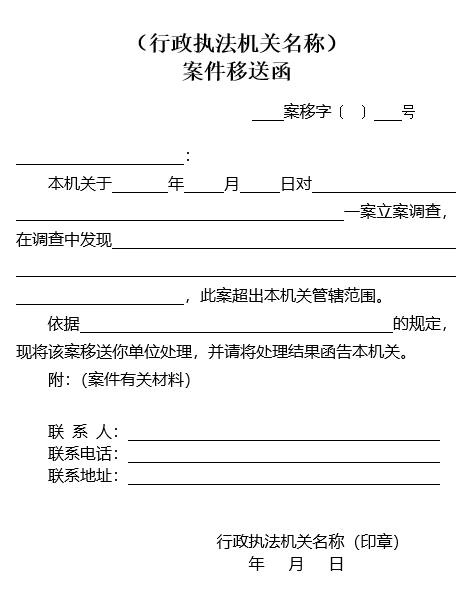 （行政执法机关名称）
案件移送函
____案移字〔　〕____号
____________________：
本机关于_______年_____月_____日对__________________
________________________________________一案立案调查，
在调查中发现__________________________________________
______________________________________________________
____________________，此案超出本机关管辖范围。
依据______________________________________的规定，
现将该案移送你单位处理，并请将处理结果函告本机关。
附：（案件有关材料）
联 系 人：______________________________________
联系电话：______________________________________
联系地址：______________________________________
行政执法机关名称（印章）
年　月　日